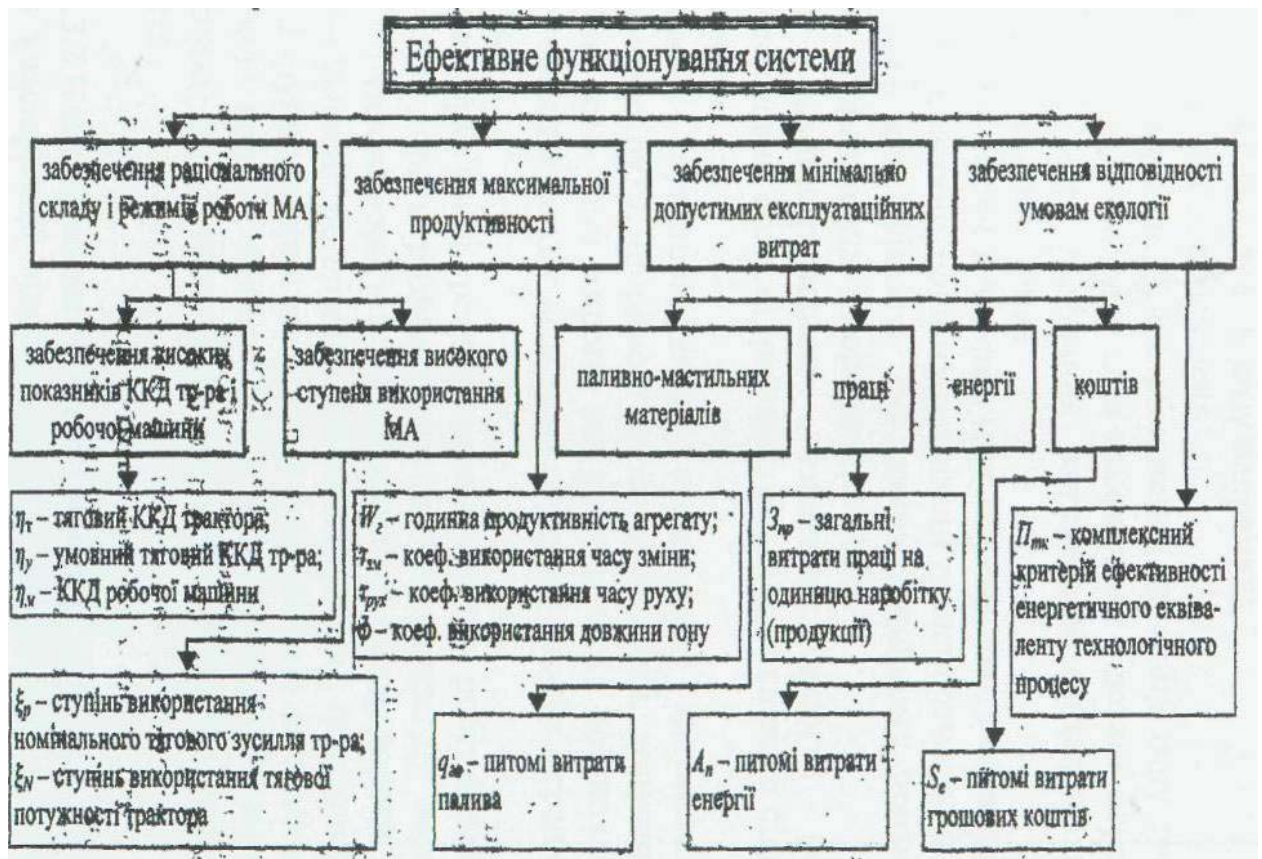 Ефективне функціонування системи
забезпечення раціонального
складу і режимів роботи МА
забезпечення максимальної
продуктивності
забезпечення мінімально
допустимих експлуатаційних
витрат
забезпечення відповідності
умовам екології
забезпечення високих
показників ККД тр-ра і
робочої машини
забезпечення високого
ступеня використання
МА
паливно-мастильних
матеріалів
праці
енергії
коштів
ηт – тяговий ККД трактора;
ηу – умовний тяговий ККД тр-ра;
ηм – ККД робочої машини
Wг – годинна продуктивність агрегату;
τзм – коеф. використання часу зміни;
τрух – коеф. використання часу руху;
φ – коеф. використання довжини гону
Зпр – загальні
витрати праці на
одиницю наробітку
(продукції)
Птк – комплексний
критерій ефективності
енергетичного еквіва-
ленту технологічного
процесу
ξр – ступінь використання
номінального тягового зусилля тр-ра;
ξN – ступінь використання тягової
потужності трактора
qга – питомі витрати
палива
Ап – питомі витрати
енергії
Sе – питомі витрати
грошових коштів